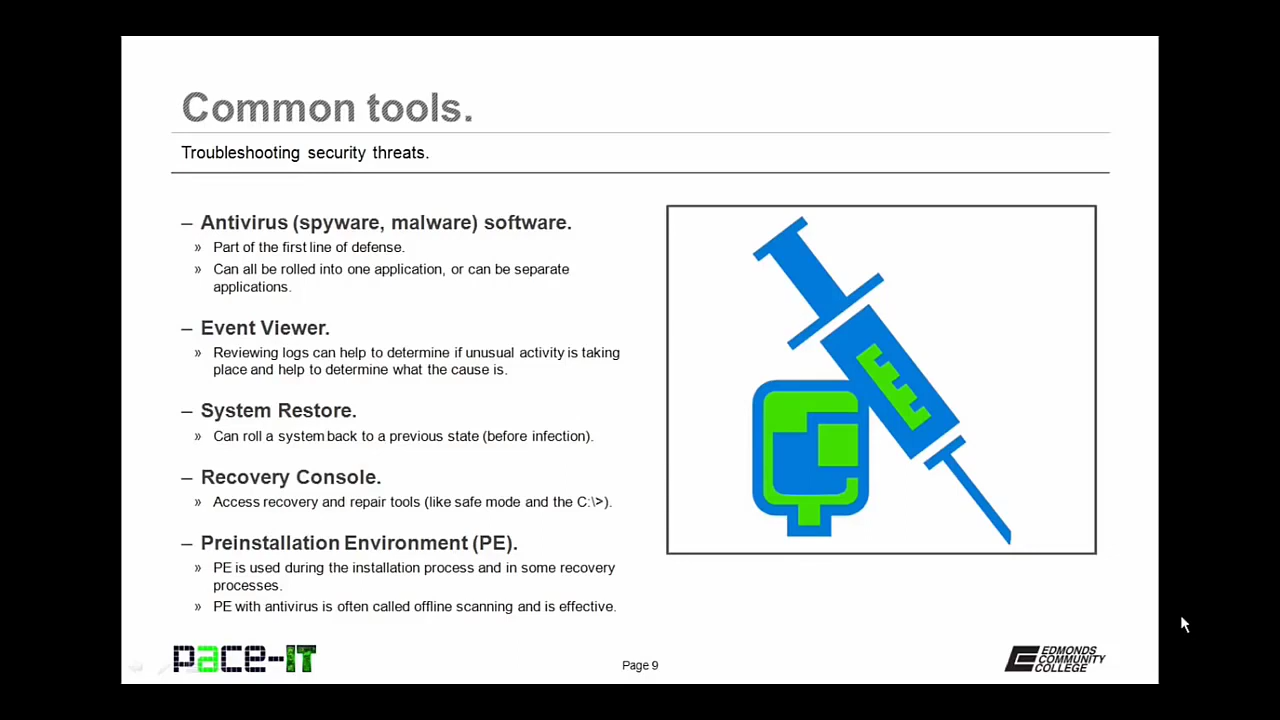 Common tools.
Troubleshooting security threats.
– Antivirus (spyware, malware) software.
» Part of the first line of defense.
» Can all be rolled into one application, or can be separate
applications.
– Event Viewer.
» Reviewing logs can help to determine if unusual activity is taking
place and help to determine what the cause is.
– System Restore.
» Can roll a system back to a previous state (before infection).
– Recovery Console.
» Access recovery and repair tools (like safe mode and the C:\>).
– Preinstallation Environment (PE).
» PE is used during the installation process and in some recovery
processes.
» PE with antivirus is often called offline scanning and is effective.
pace-IT
Page 9
EDMONDS
COMMUNITY
COLLEGE